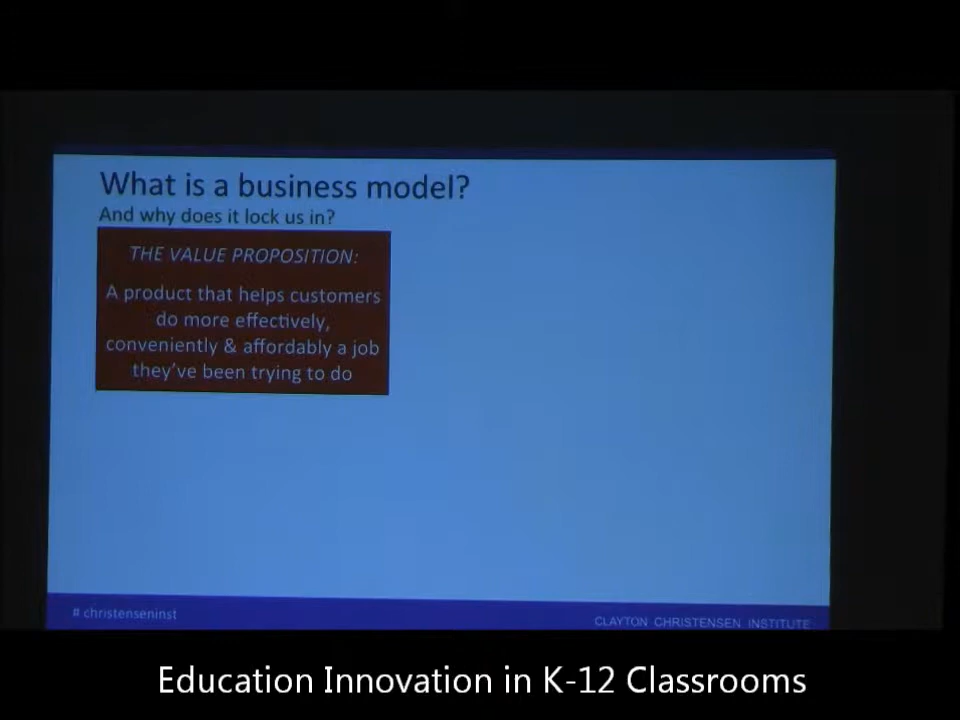 What is a business model?
And why does it lock us in?
THE VALUE PROPOSITION:
A product that helps customers
do more effectively,
conveniently & affordably a job
they've been trying to do
# christenseninst
CLAYTON CHRISTENSEN INSTITUTE
Education Innovation in K-12 Classrooms